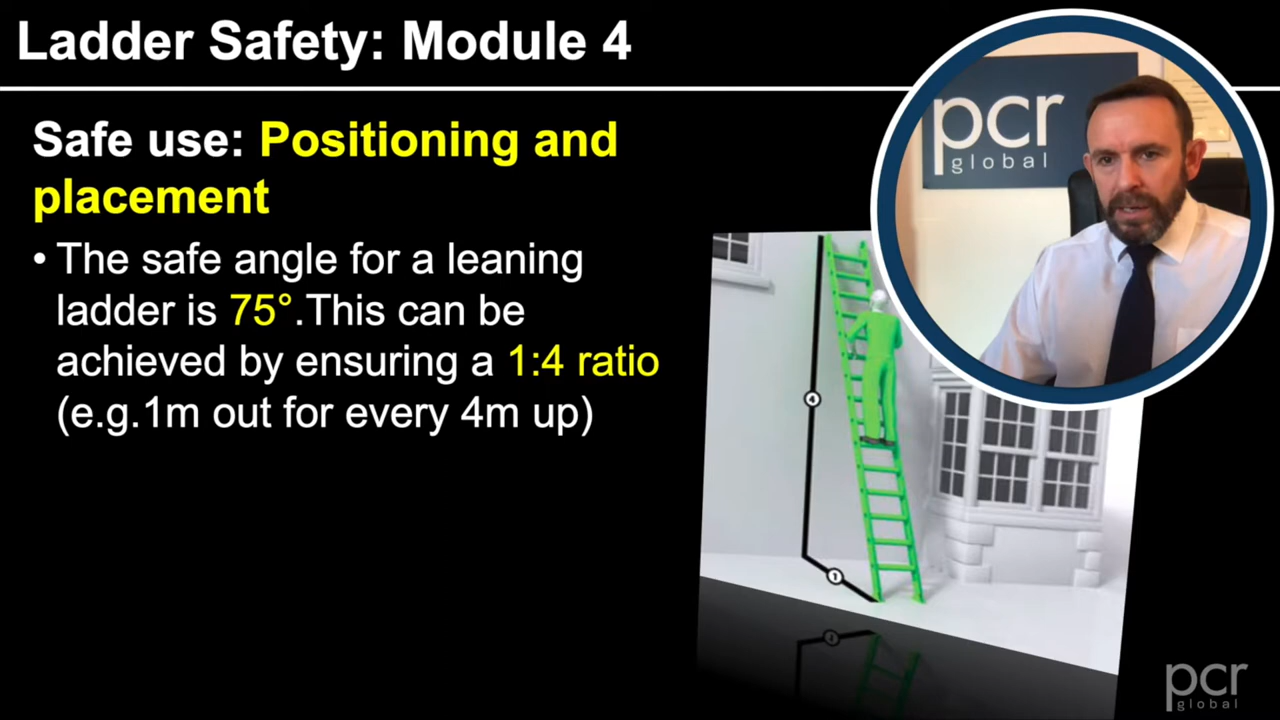 Ladder Safety: Module 4
pcr
global
Safe use: Positioning and
placement
• The safe angle for a leaning
ladder is 75°.This can be
achieved by ensuring a 1:4 ratio
(e.g.1m out for every 4m up)
4
1
1
pcr
global